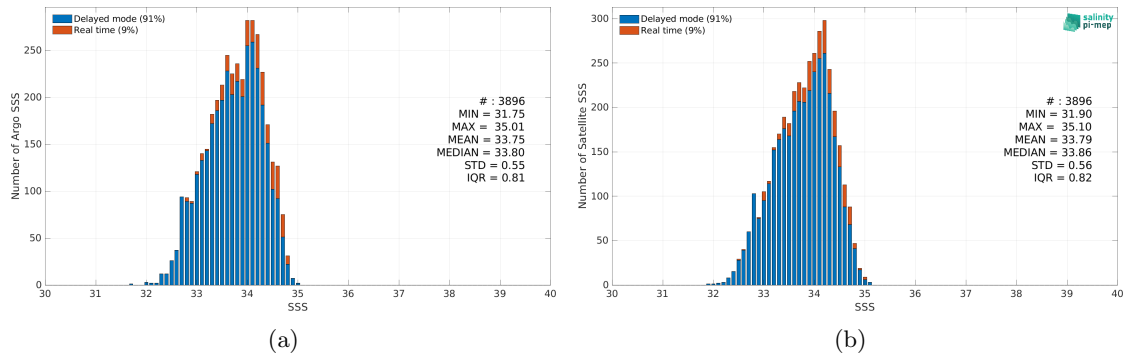 Delayed mode (91%)
Real time (9%)
Number of Argo SSS
250
200
150
100
50
0
# : 3896
MIN = 31.75
MAX = 35.01
MEAN = 33.75
MEDIAN = 33.80
STD = 0.55
IQR = 0.81
30 31 32 33 34 35 36 37 38 39 40
SSS
(a)
Delayed mode (91%)
Real time (9%)
salinity
pi-mep
Number of Satellite SSS
300
250
200
150
100
50
0
# : 3896
MIN = 31.90
MAX = 35.10
MEAN = 33.79
MEDIAN = 33.86
STD = 0.56
IQR = 0.82
30 31 32 33 34 35 36 37 38 39 40
SSS
(b)